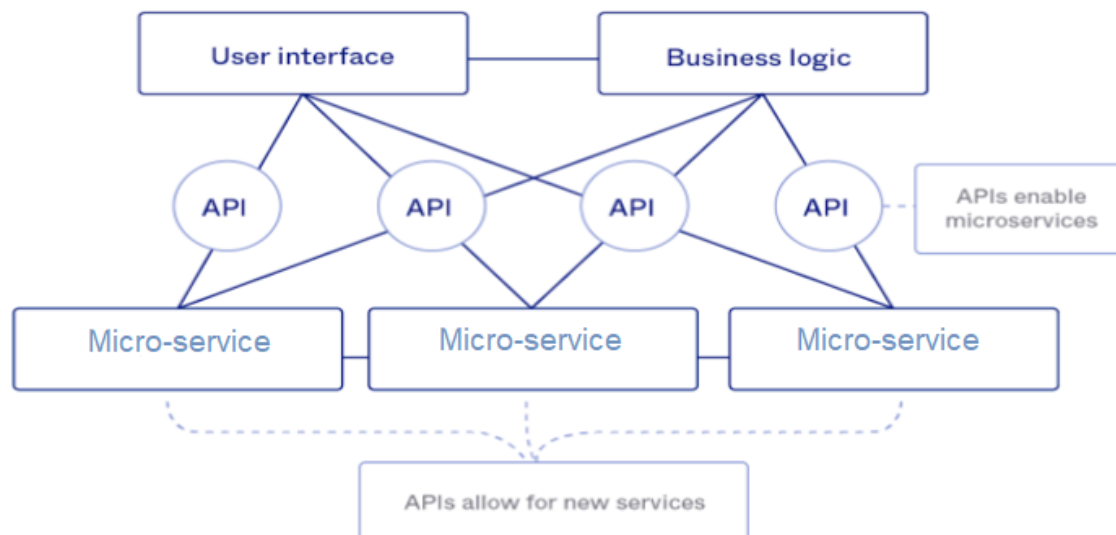 User interface
Business logic
API
API
API
API
APIs enable
microservices
Micro-service
Micro-service
Micro-service
APIs allow for new services